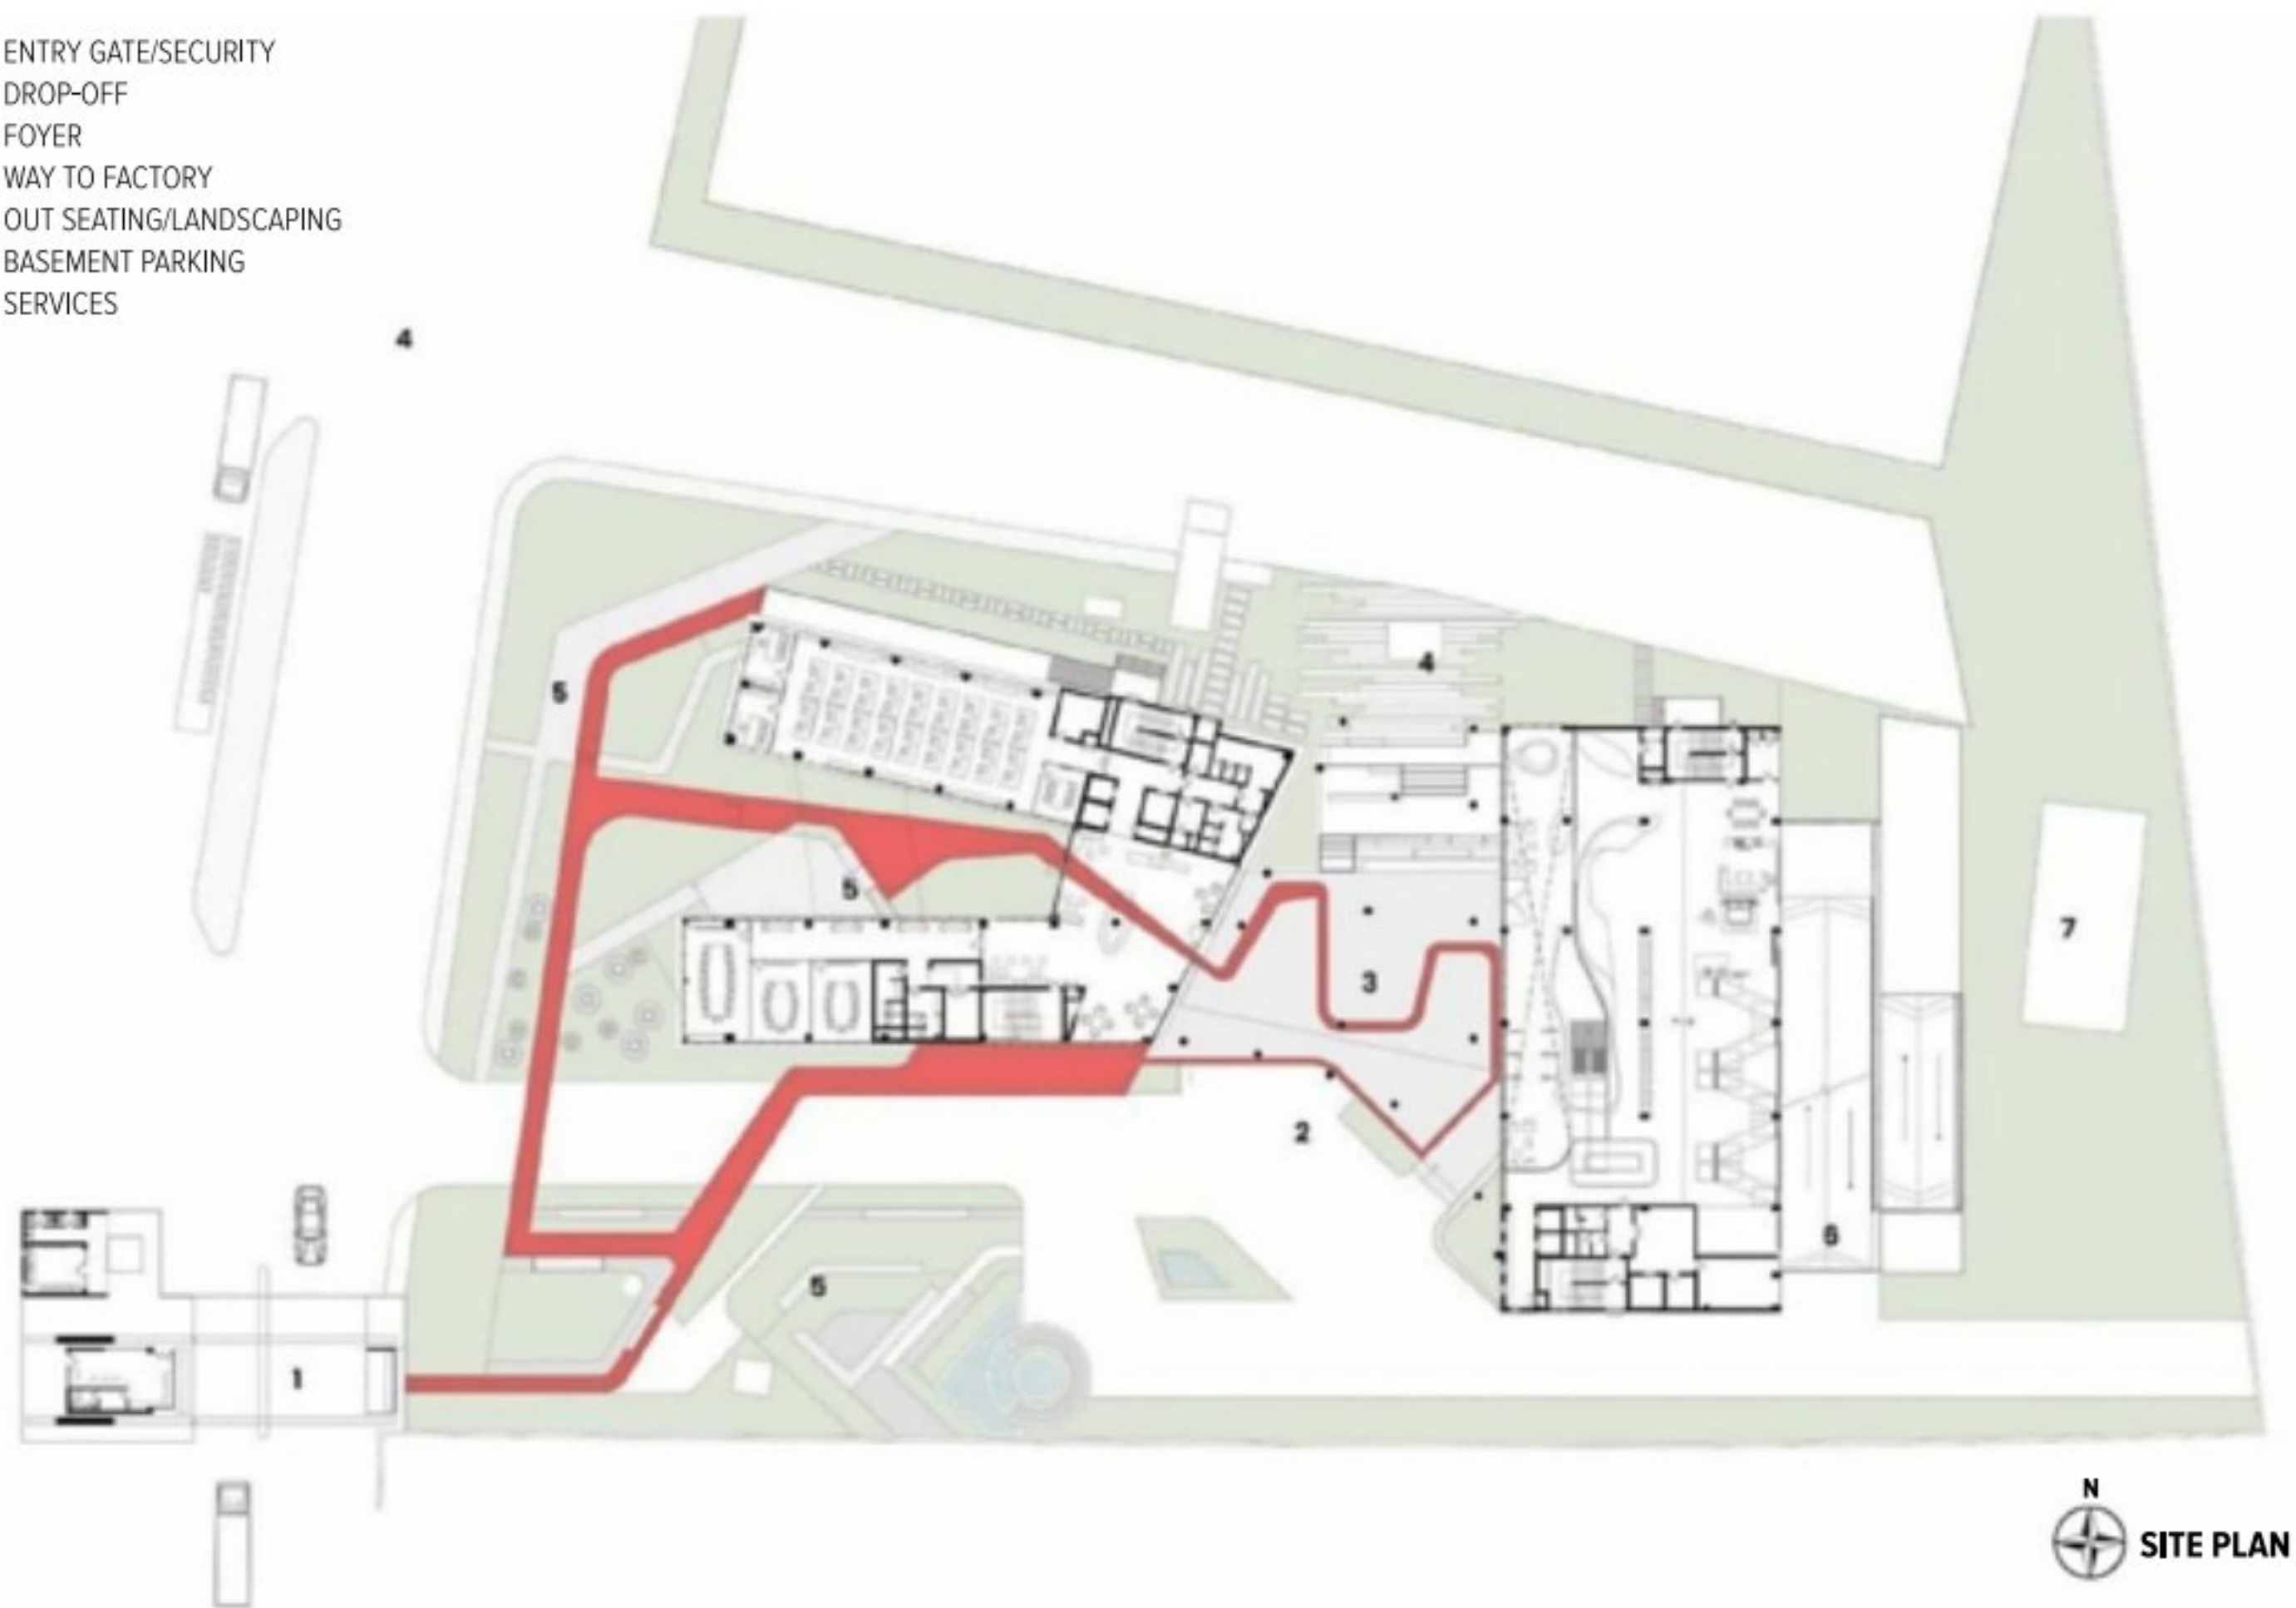 ENTRY GATE/SECURITY
DROP-OFF
FOYER
WAY TO FACTORY
OUT SEATING/LANDSCAPING
BASEMENT PARKING
SERVICES
4
4
5
5
7
3
2
6
5
1
N
SITE PLAN